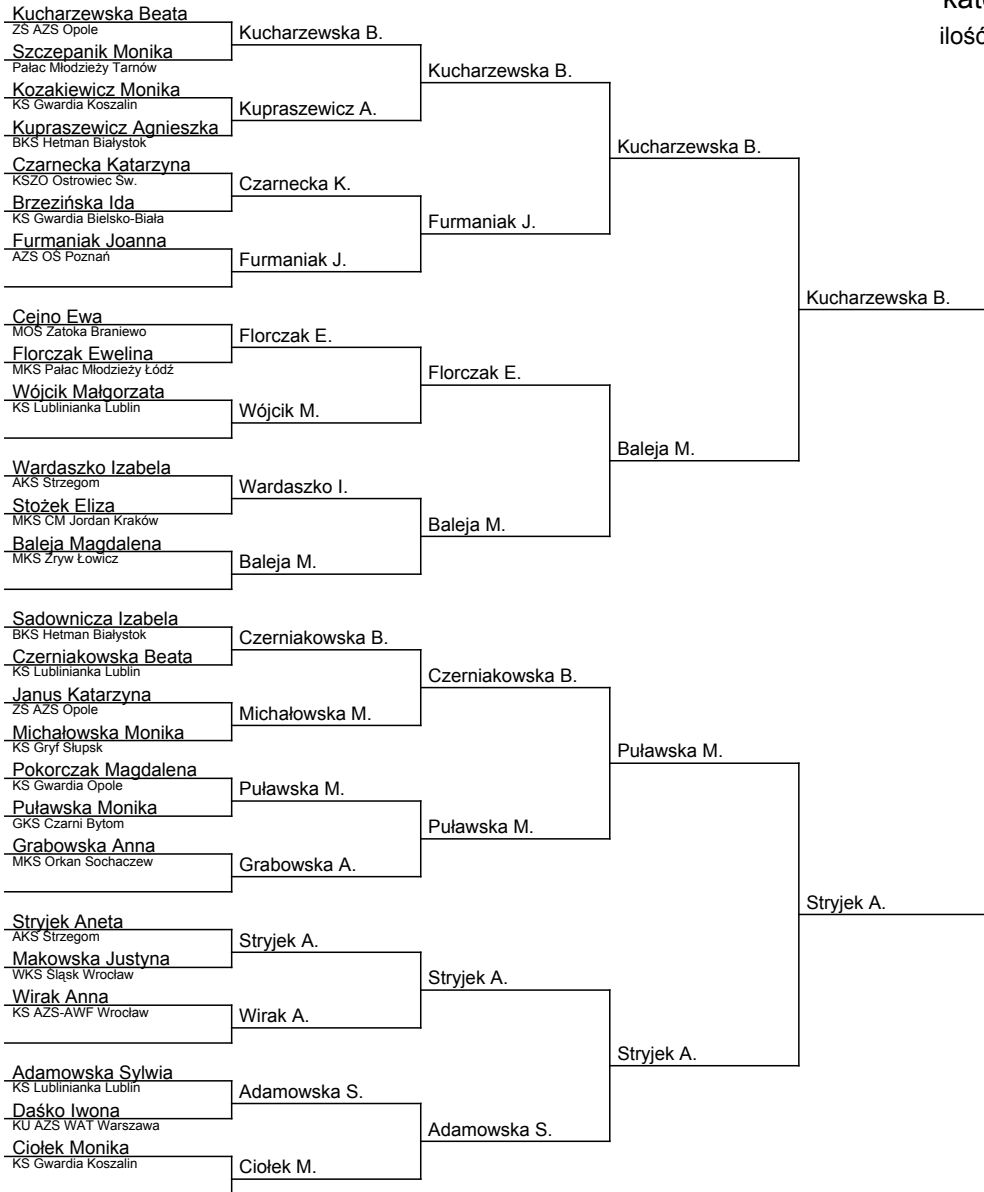 kat
ilość
Kucharzewska Beata
ZS AZS Opole
Szczepanik Monika
Pałac Młodzieży Tarnów
Kozakiewicz Monika
KS Gwardia Koszalin
Kupraszewicz Agnieszka
BKS Hetman Białystok
Czarnecka Katarzyna
KSZO Ostrowiec Św.
Brzezińska Ida
KS Gwardia Bielsko-Biała
Furmaniak Joanna
AZS OŚ Poznań
Cejno Ewa
MOS Zatoka Braniewo
Florczak Ewelina
MKS Pałac Młodzieży Łódź
Wójcik Małgorzata
KS Lublinianka Lublin
Wardaszko Izabela
AKS Strzegom
Stożek Eliza
MKS CM Jordan Kraków
Baleja Magdalena
MKS Zryw Łowicz
Sadownicza Izabela
BKS Hetman Białystok
Czerniakowska Beata
KS Lublinianka Lublin
Janus Katarzyna
ZS AZS Opole
Michałowska Monika
KS Gryf Słupsk
Pokorczak Magdalena
KS Gwardia Opole
Puławska Monika
GKS Czarni Bytom
Grabowska Anna
MKS Orkan Sochaczew
Stryjek Aneta
AKS Strzegom
Makowska Justyna
WKS Śląsk Wrocław
Wirak Anna
KS AZS-AWF Wrocław
Adamowska Sylwia
KS Lublinianka Lublin
Daśko Iwona
KU AZS WAT Warszawa
Ciołek Monika
KS Gwardia Koszalin
Kucharzewska B.
Kupraszewicz A.
Czarnecka K.
Furmaniak J.
Florczak E.
Wójcik M.
Wardaszko I.
Baleja M.
Czerniakowska B.
Michałowska M.
Puławska M.
Grabowska A.
Stryjek A.
Wirak A.
Adamowska S.
Ciołek M.
Kucharzewska B.
Furmaniak J.
Florczak E.
Baleja M.
Czerniakowska B.
Puławska M.
Stryjek A.
Adamowska S.
Kucharzewska B.
Baleja M.
Puławska M.
Stryjek A.
Kucharzewska B.
Stryjek A.